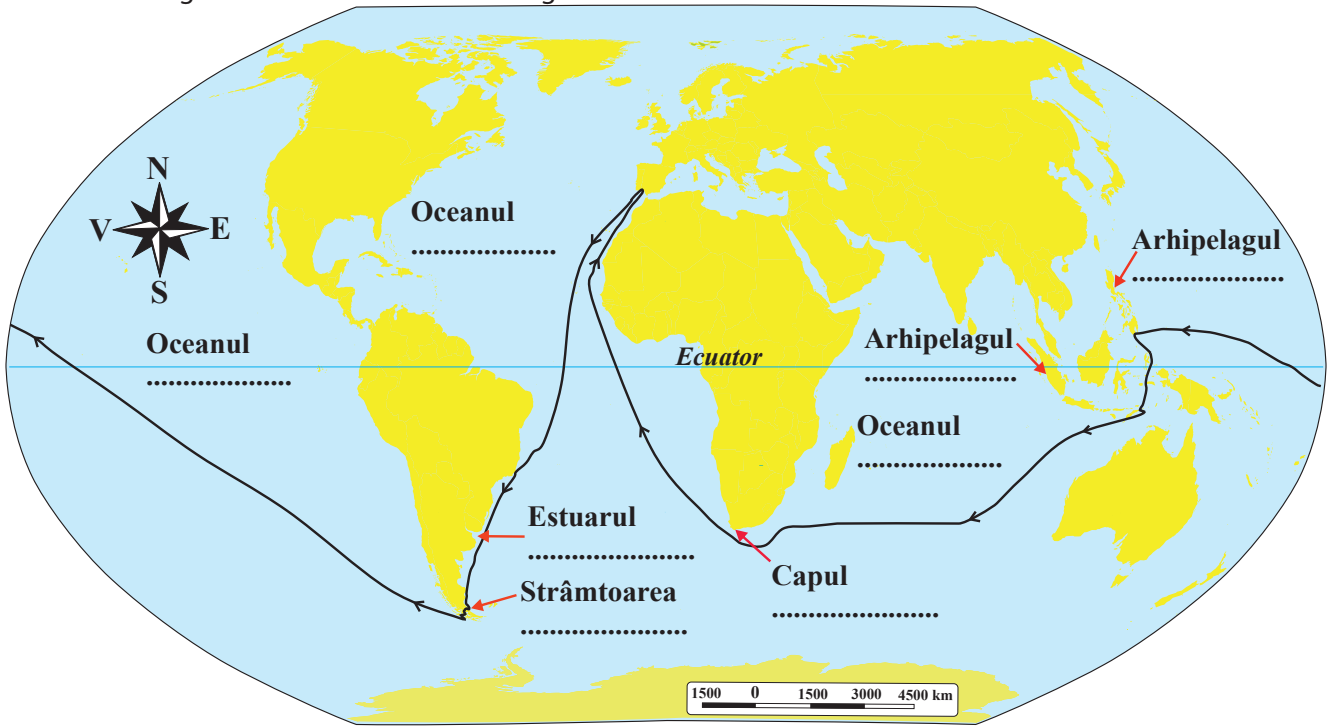 N
V E
S
Oceanul
....................
Oceanul
....................
Arhipelagul
....................
Arhipelagul
....................
Ecuator
Oceanul
....................
Estuarul
....................
Strâmtoarea
....................
Capul
....................
1500 0 1500 3000 4500 km